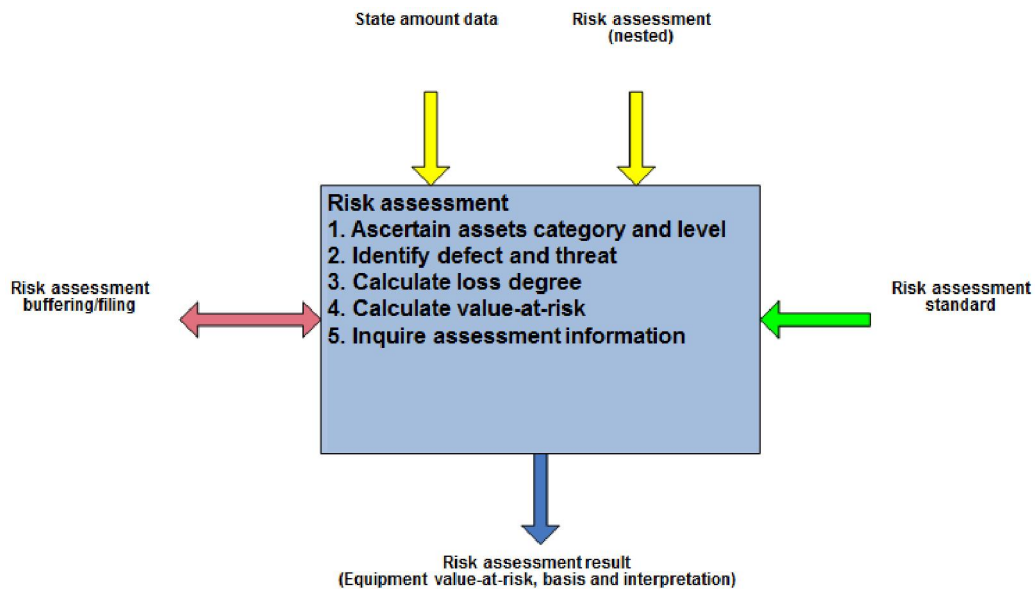 State amount data
Risk assessment
(nested)
Risk assessment
1. Ascertain assets category and level
2. Identify defect and threat
3. Calculate loss degree
4. Calculate value-at-risk
5. Inquire assessment information
Risk assessment
buffering/filing
Risk assessment
standard
Risk assessment result
(Equipment value-at-risk, basis and interpretation)